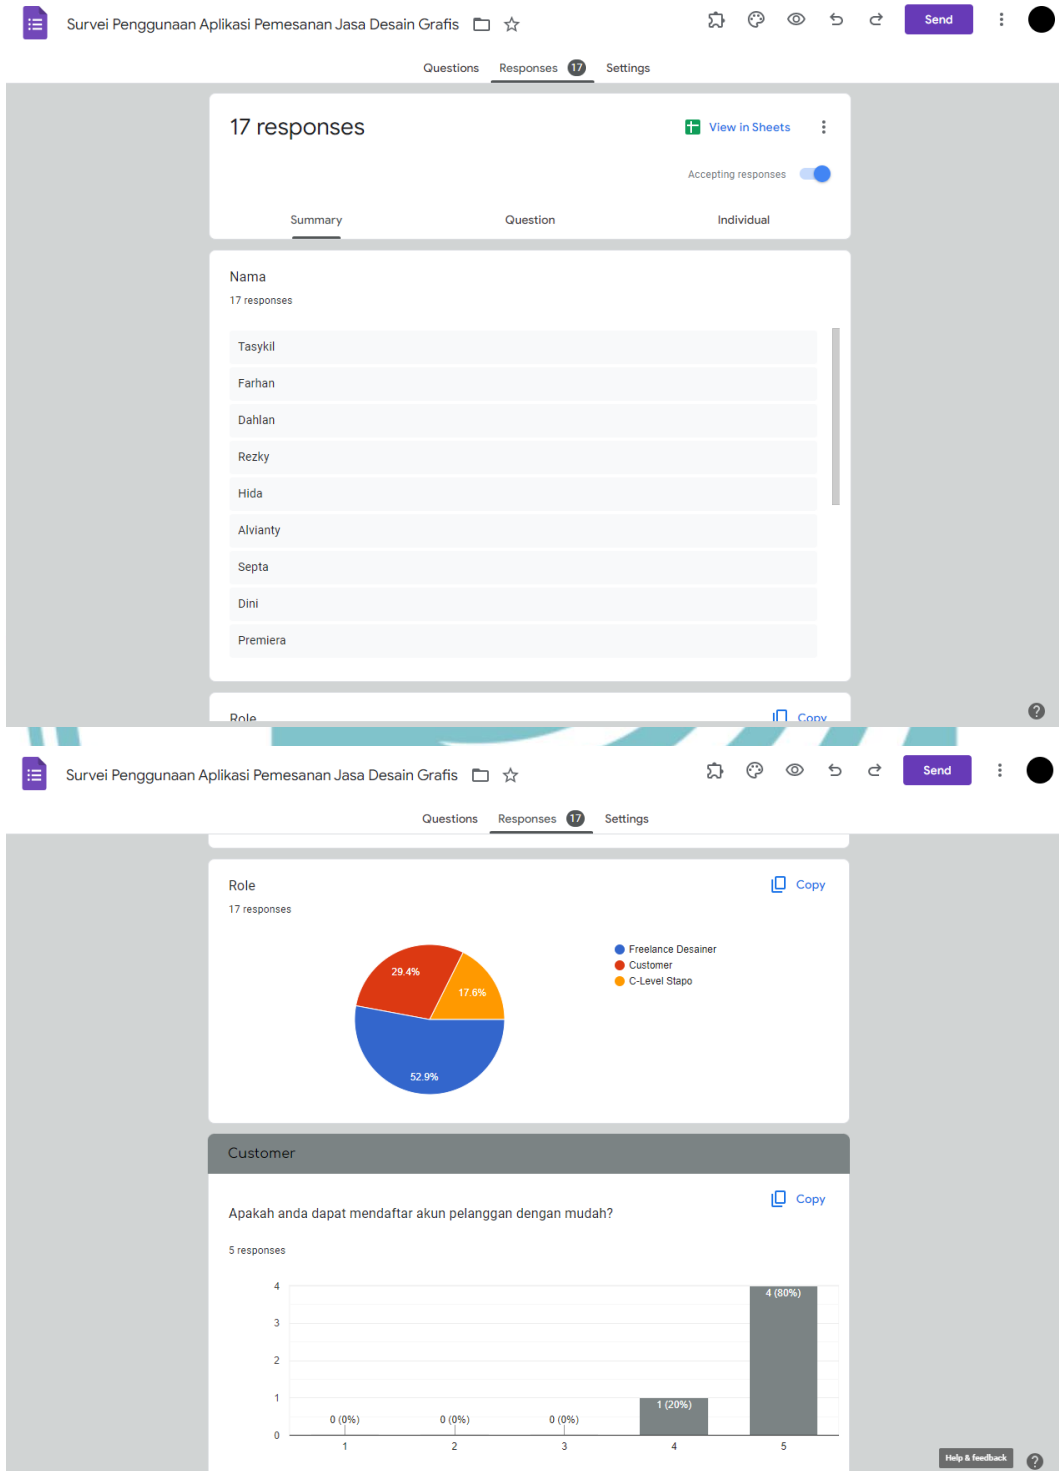 Survei Penggunaan Aplikasi Pemesanan Jasa Desain Grafis
Send
Questions Responses 17 Settings
17 responses
View in Sheets
Accepting responses
Summary Question Individual
Nama
17 responses
Tasykil
Farhan
Dahlan
Rezky
Hida
Alvianty
Septa
Dini
Premiera
Role Copy
Survei Penggunaan Aplikasi Pemesanan Jasa Desain Grafis
Send
Questions Responses 17 Settings
Role Copy
17 responses
Freelance Desainer
Customer
C-Level Stapo
29.4%
17.6%
52.9%
Customer
Copy
Apakah anda dapat mendaftar akun pelanggan dengan mudah?
5 responses
4
4 (80%)
3
2
1
1 (20%)
0 (0%) 0 (0%) 0 (0%)
0
1 2 3 4 5
Help & feedback